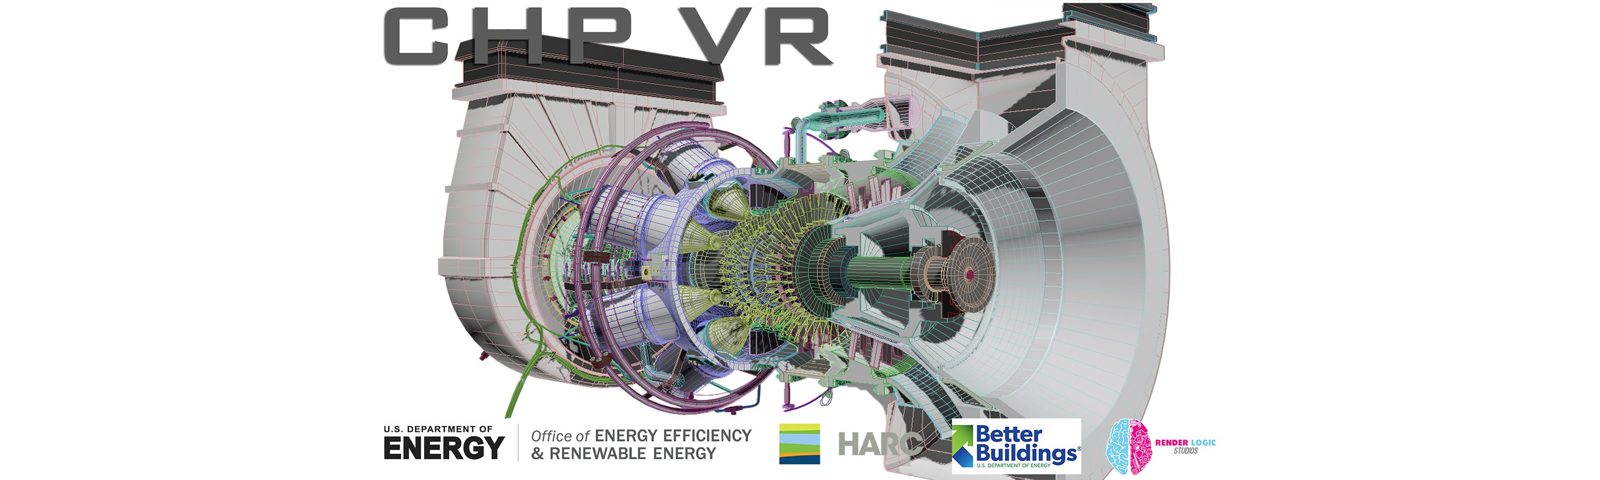 CHP VR
U.S. DEPARTMENT OF
ENERGY
Office of ENERGY EFFICIENCY
& RENEWABLE ENERGY
HARC
Better
Buildings®
U.S. DEPARTMENT OF ENERGY
RENDER LOGIC
STUDIOS